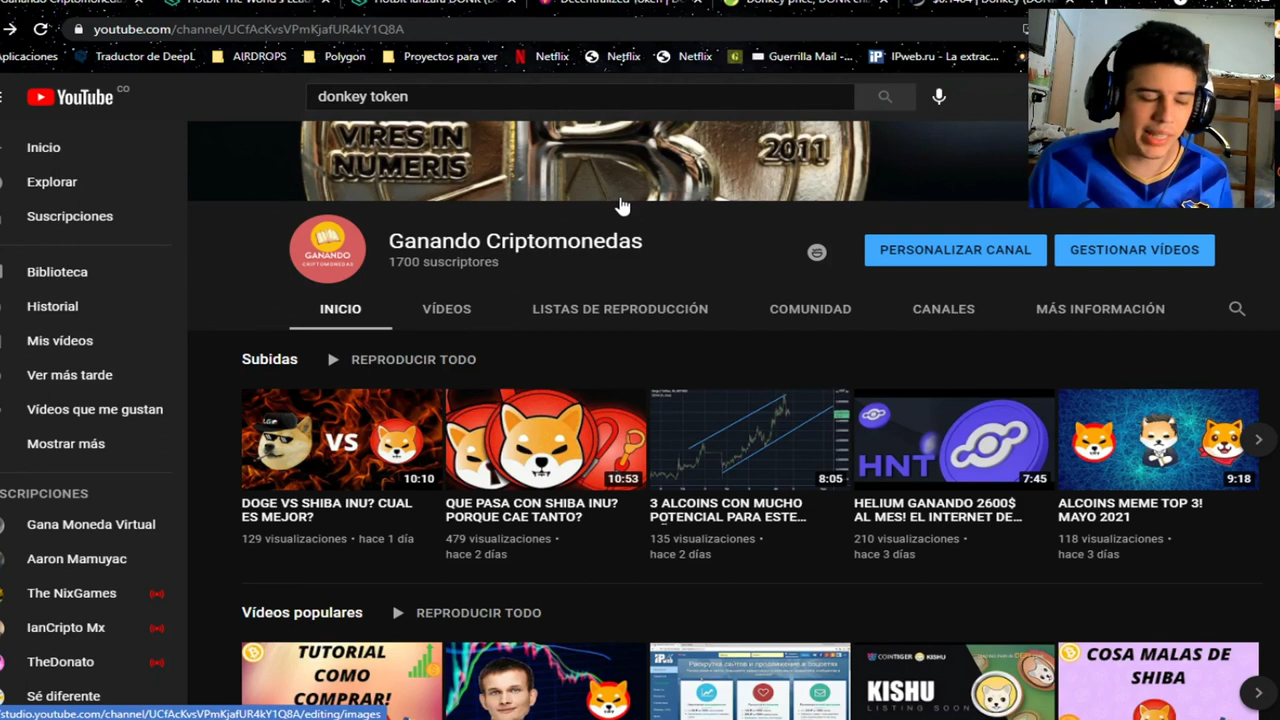 youtube.com/channel/UCfAcKvsVPmKjafUR4kY1Q8A
Aplicaciones Traductor de DeepL AIRDROPS Polygon Proyectos para ver Netflix Netflix Netflix Guerrilla Mail -... IPweb.ru - La extrac...
YouTube CO
donkey token
VIRES IN
NUMERIS
2011
Inicio
Explorar
Suscripciones
Biblioteca
Historial
Mis vídeos
Ver más tarde
Vídeos que me gustan
Mostrar más
SCRIPCIONES
Gana Moneda Virtual
Aaron Mamuyac
The NixGames
IanCripto Mx
TheDonato
Sé diferente
studio.youtube.com/channel/UCfAcKvsVPmKjafUR4kY1Q8A/editing/images
GANANDO
CRIPTOMONEDAS
Ganando Criptomonedas
1700 suscriptores
PERSONALIZAR CANAL
GESTIONAR VÍDEOS
INICIO VÍDEOS LISTAS DE REPRODUCCIÓN COMUNIDAD CANALES MÁS INFORMACIÓN
Subidas REPRODUCIR TODO
VS
10:10
DOGE VS SHIBA INU? CUAL
ES MEJOR?
129 visualizaciones • hace 1 día
10:53
QUE PASA CON SHIBA INU?
PORQUE CAE TANTO?
479 visualizaciones •
hace 2 días
8:05
3 ALCOINS CON MUCHO
POTENCIAL PARA ESTE...
135 visualizaciones •
hace 2 días
HNT
7:45
HELIUM GANANDO 2600$
AL MES! EL INTERNET DE...
210 visualizaciones •
hace 3 días
9:18
ALCOINS MEME TOP 3!
MAYO 2021
118 visualizaciones •
hace 3 días
Vídeos populares REPRODUCIR TODO
TUTORIAL
COMO
COMPRAR!
COINTIGER KISHU
KISHU
LISTING SOON
COSA MALAS DE
SHIBA